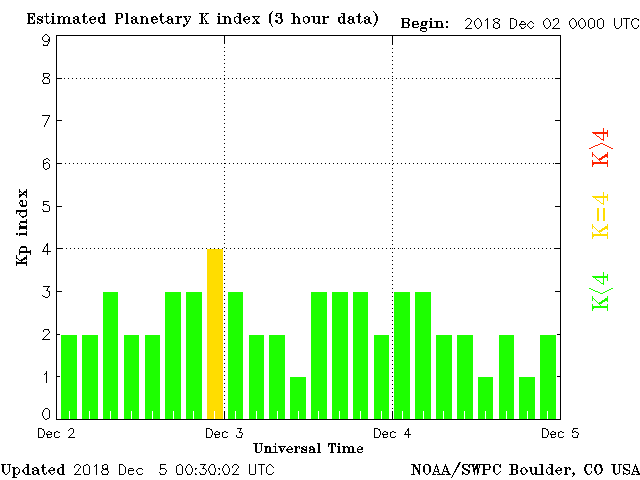 Estimated Planetary K index (3 hour data) Begin: 2018 Dec 02 0000 UTC
9
8
7
6
5
4
3
2
1
0
Kp index
K>4
K=4
K<4
Dec 2 Dec 3 Dec 4 Dec 5
Universal Time
Updated 2018 Dec 5 00:30:02 UTC NOAA/SWPC Boulder, CO USA